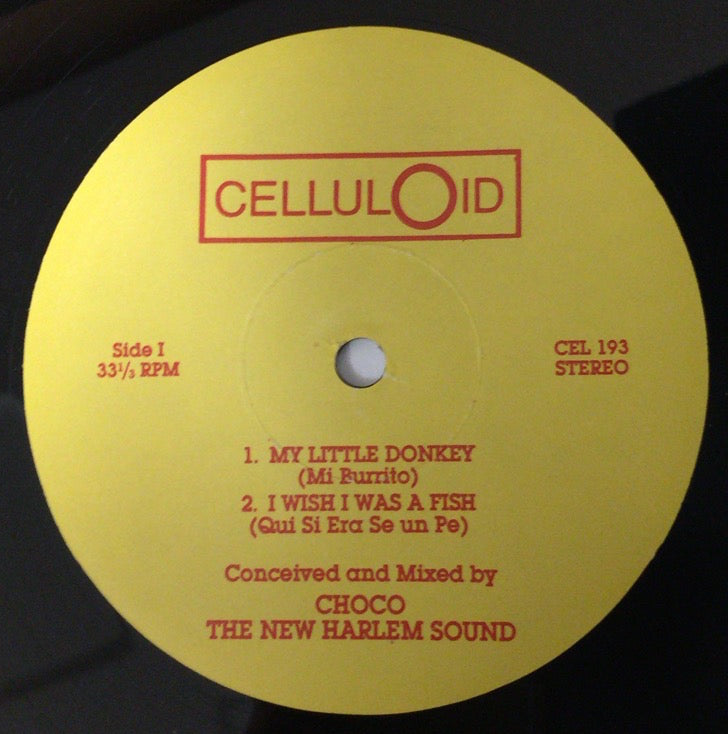 CELLULOID
Side I
33⅓ RPM
CEL 193
STEREO
1. MY LITTLE DONKEY
(Mi Burrito)
2. I WISH I WAS A FISH
(Qui Si Era Se un Pe)
Conceived and Mixed by
CHOCO
THE NEW HARLEM SOUND